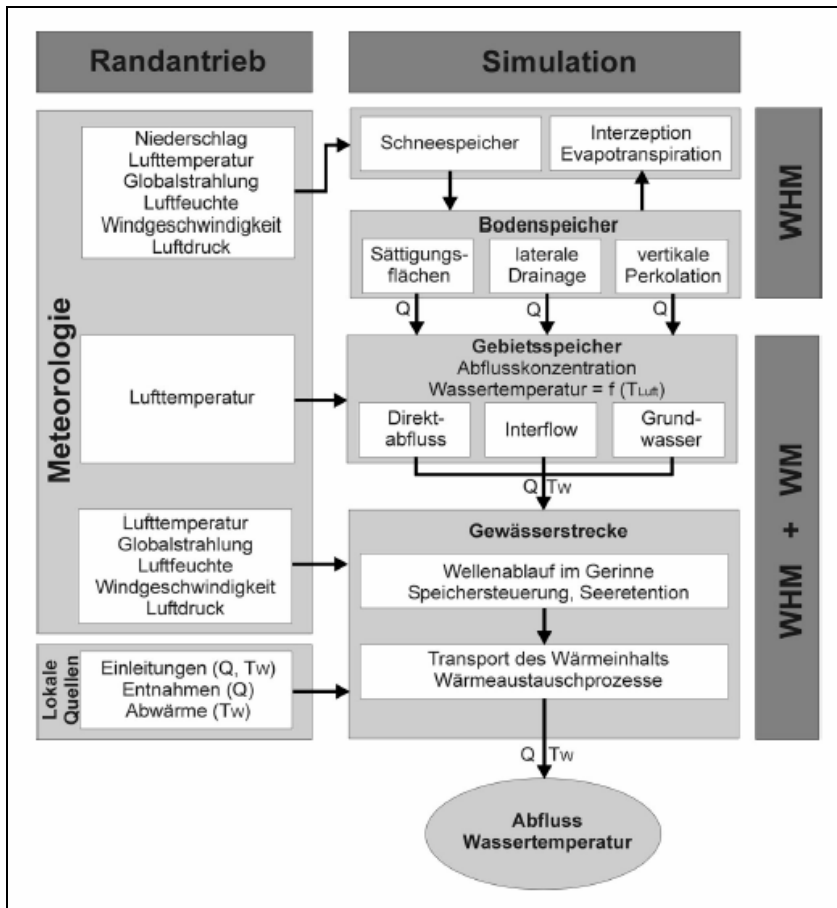 Randantrieb
Simulation
Meteorologie
Niederschlag
Lufttemperatur
Globalstrahlung
Luftfeuchte
Windgeschwindigkeit
Luftdruck
Schneespeicher
Interzeption
Evapotranspiration
WHM
Bodenspeicher
Sättigungs-
flächen
laterale
Drainage
vertikale
Perkolation
Q
Q
Q
Lufttemperatur
Gebietsspeicher
Abflusskonzentration
Wassertemperatur = f (TLuft)
Direkt-
abfluss
Interflow
Grund-
wasser
Q TW
WHM + WM
Lufttemperatur
Globalstrahlung
Luftfeuchte
Windgeschwindigkeit
Luftdruck
Gewässerstrecke
Wellenablauf im Gerinne
Speichersteuerung, Seeretention
Lokale
Quellen
Einleitungen (Q, TW)
Entnahmen (Q)
Abwärme (TW)
Transport des Wärmeinhalts
Wärmeaustauschprozesse
Q TW
Abfluss
Wassertemperatur